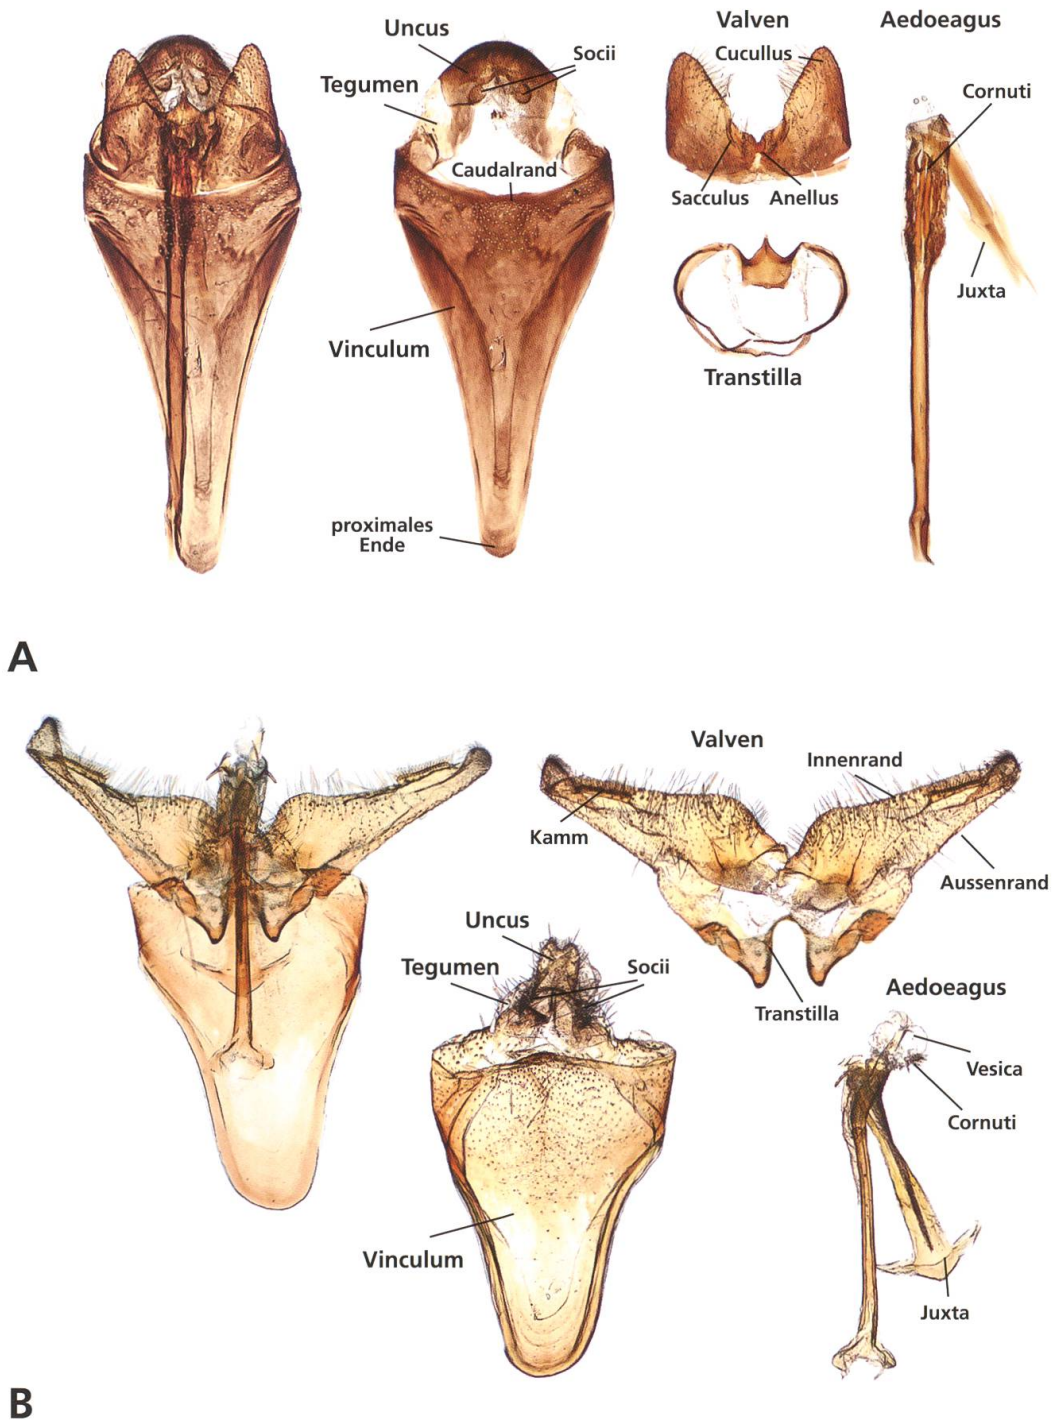 Uncus
Socii
Tegumen
Caudalrand
Vinculum
proximales
Ende
Valven
Cucullus
Sacculus
Anellus
Transtilla
Aedoeagus
Cornuti
Juxta
A
Valven
Innenrand
Kamm
Aussenrand
Transtilla
Uncus
Tegumen
Socii
Vinculum
Aedoeagus
Vesica
Cornuti
Juxta
B